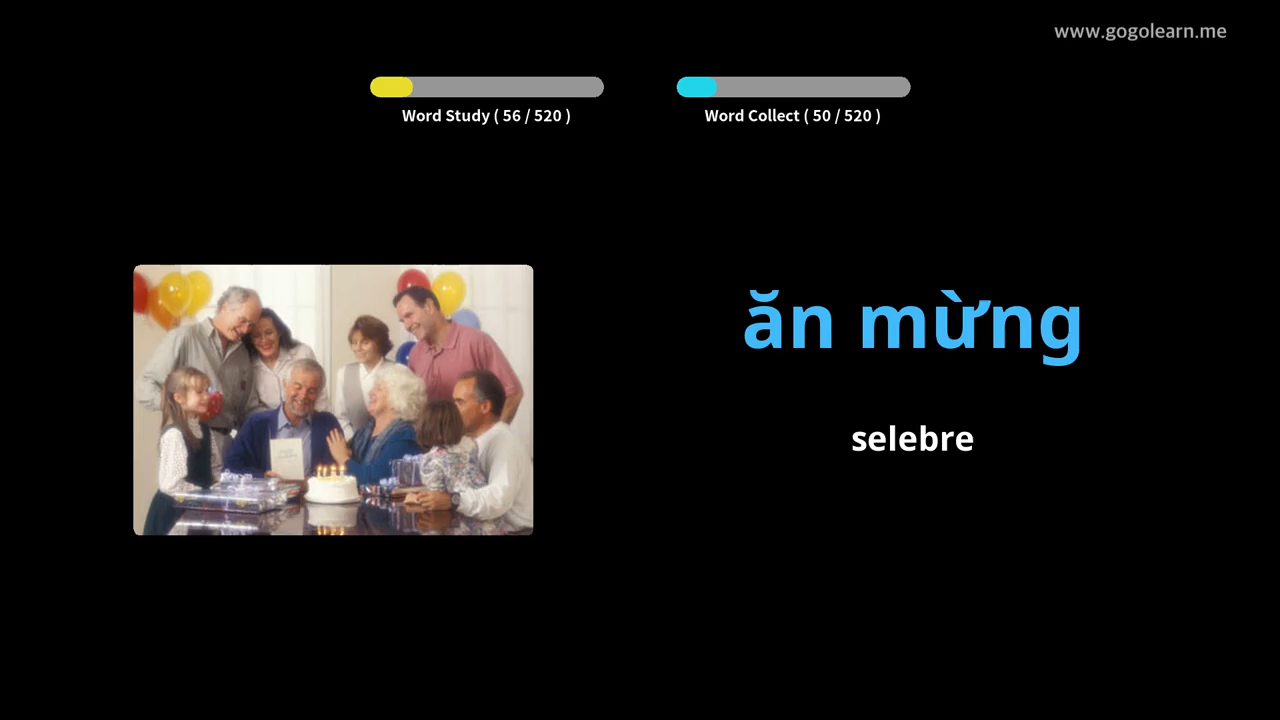 www.gogolearn.me
Word Study ( 56 / 520 )
Word Collect ( 50 / 520 )
ăn mừng
selebre